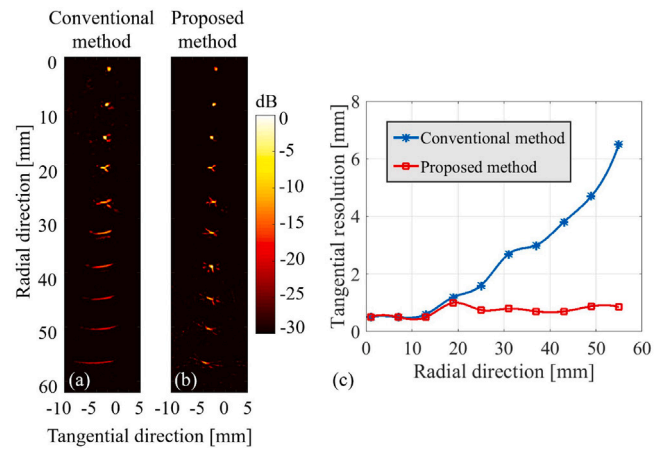 Conventional method
Proposed method
0
10
20
30
40
50
60
Radial direction [mm]
(a)
(b)
-10
-5
0
5
-10
-5
0
5
Tangential direction [mm]
dB
0
-5
-10
-15
-20
-25
-30
8
6
4
2
0
Tangential resolution [mm]
Conventional method
Proposed method
0
10
20
30
40
50
60
(c)
Radial direction [mm]